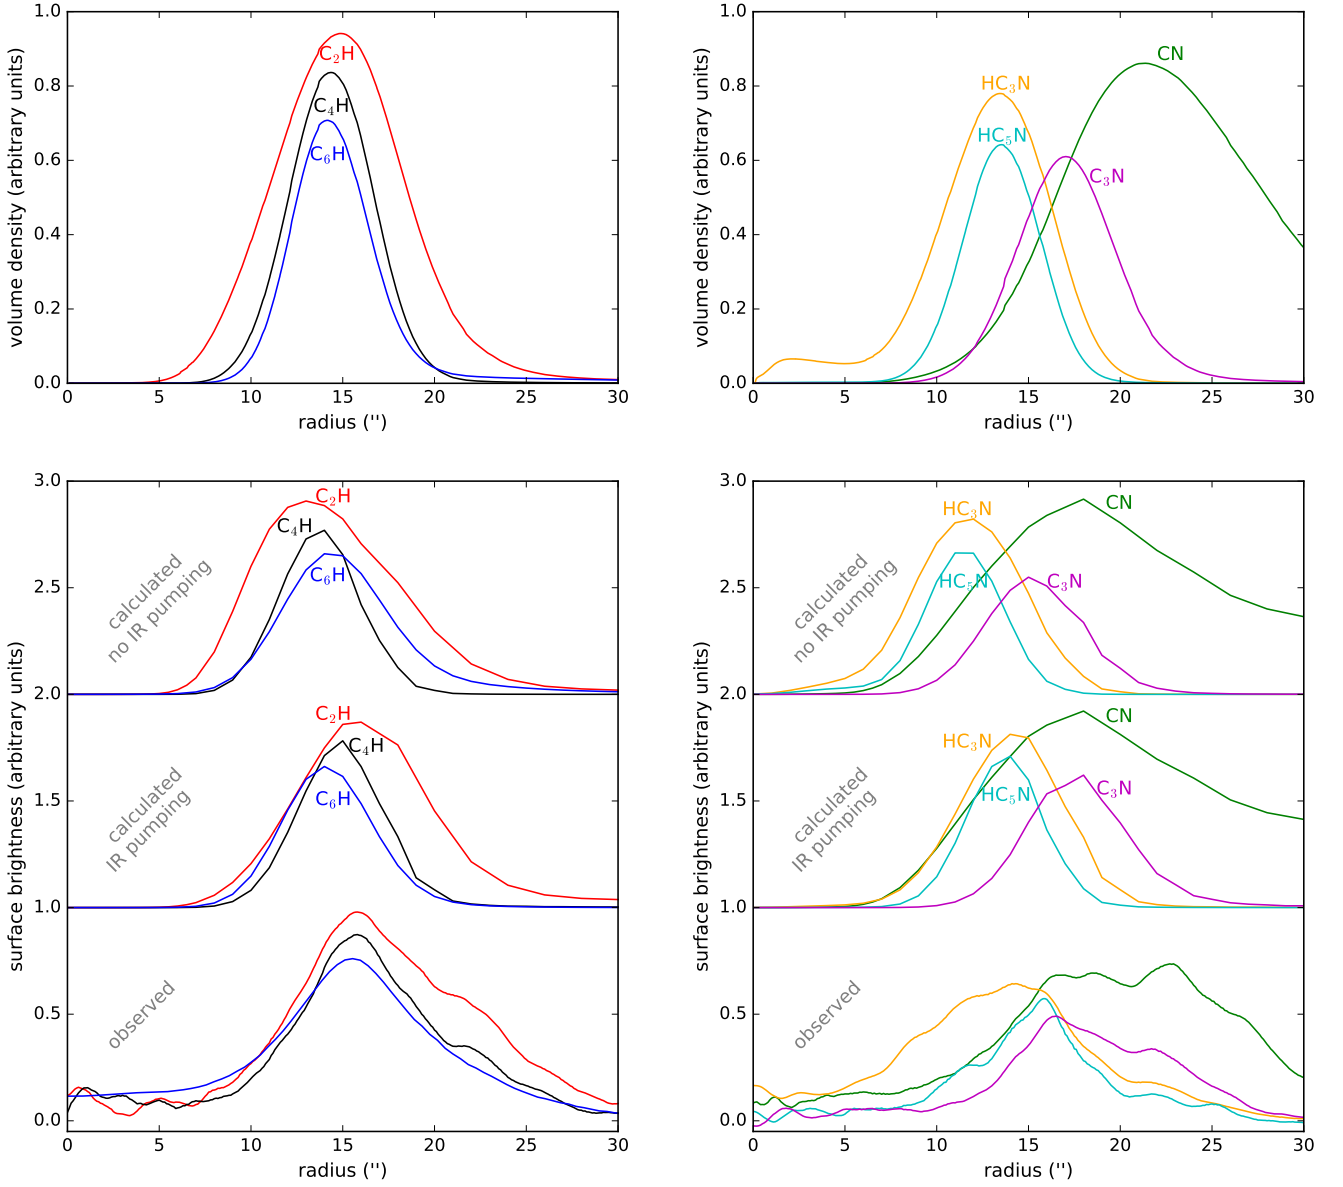 1.0
0.8
0.6
0.4
0.2
0.0
volume density (arbitrary units)
C₂H
C₄H
C₆H
0 5 10 15 20 25 30
radius ('')
1.0
0.8
0.6
0.4
0.2
0.0
volume density (arbitrary units)
CN
HC₃N
HC₅N
C₃N
0 5 10 15 20 25 30
radius ('')
3.0
2.5
2.0
1.5
1.0
0.5
0.0
surface brightness (arbitrary units)
C₂H
C₄H
C₆H
calculated
no IR pumping
C₂H
C₄H
C₆H
calculated
IR pumping
observed
0 5 10 15 20 25 30
radius ('')
3.0
2.5
2.0
1.5
1.0
0.5
0.0
surface brightness (arbitrary units)
HC₃N
CN
HC₅N
C₃N
calculated
no IR pumping
CN
HC₃N
C₃N
HC₅N
calculated
IR pumping
observed
0 5 10 15 20 25 30
radius ('')